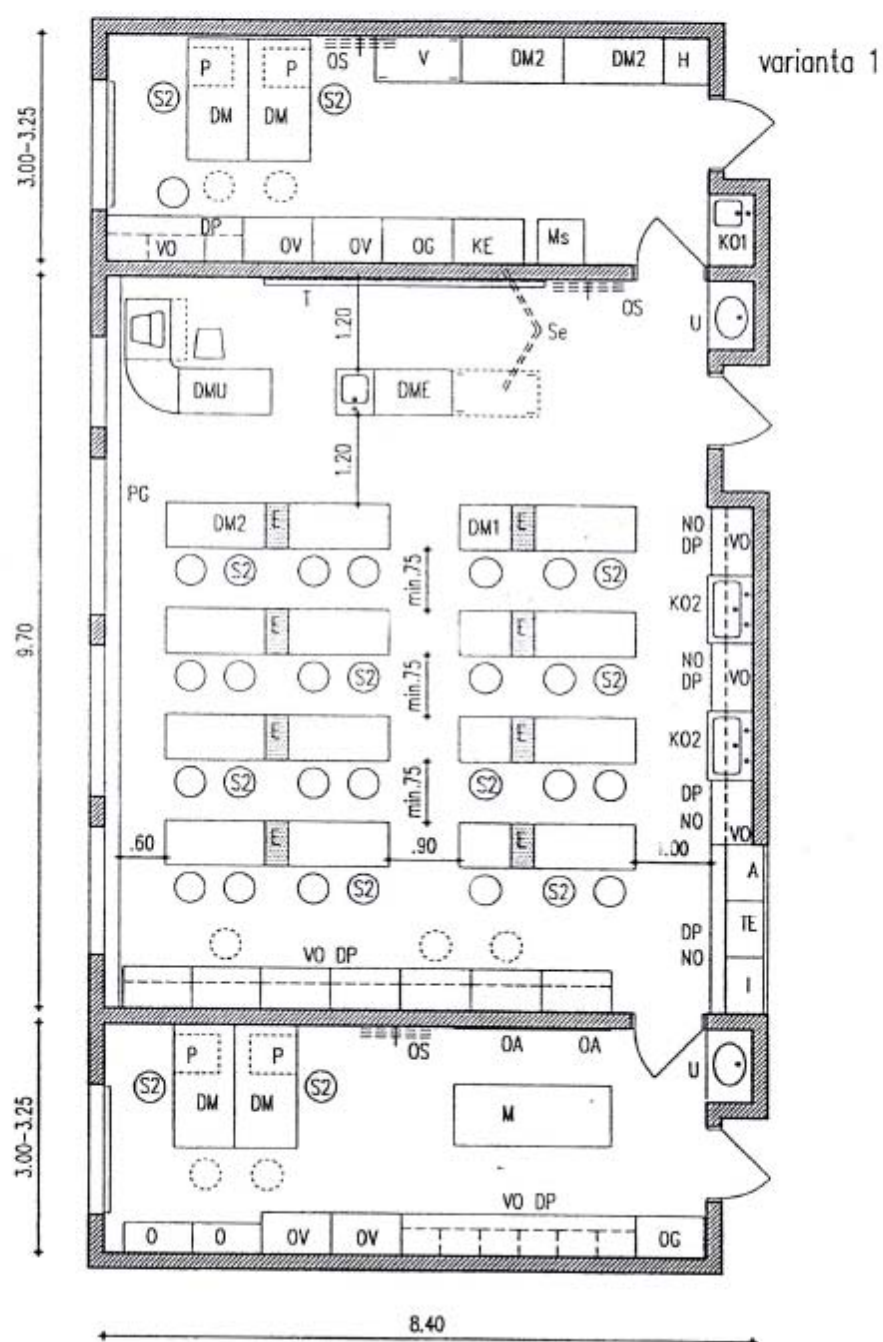 varianta 1
P P OS V DM2 DM2 H
S2 S2
DM DM
3.00-3.25
DP
VO OV OV OG KE Ms KO1
T OS
U
1.20 Se
DMU DME
1.20
PG
DM2 E DM1 E NO
DP VO
S2 min.75 S2
KO2
9.70
E E NO
DP VO
S2 min.75 S2
E E KO2
S2 min.75 S2 DP
NO
E E VO
.60 .90 1.00
A
S2 S2
TE
DP
NO
VO DP
I
P P OS OA OA
U
S2 S2
DM DM M
3.00-3.25
VO DP
O O OV OV OG
8.40